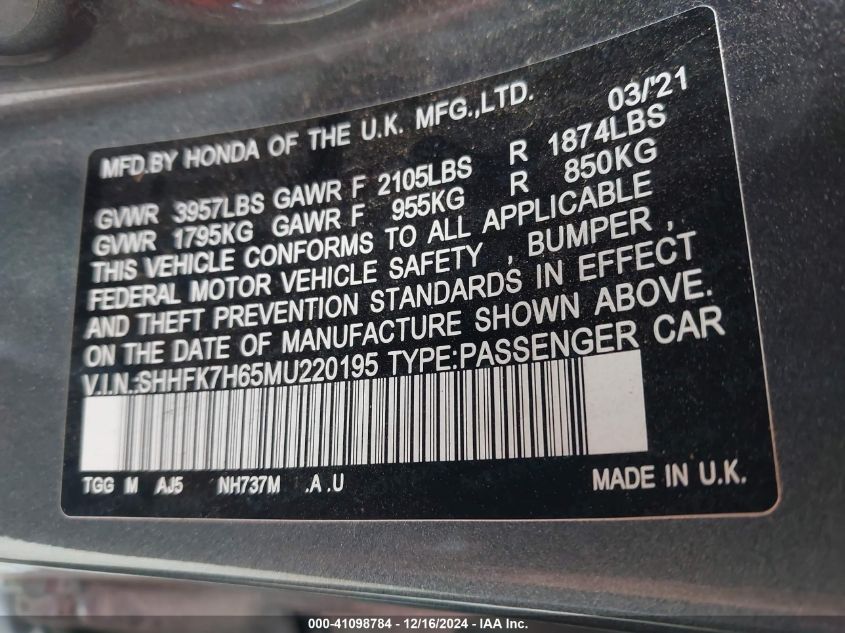 MFD.BY HONDA OF THE U.K. MFG.,LTD. 03/'21
GVWR 3957LBS GAWR F 2105LBS R 1874LBS
GVWR 1795KG GAWR F 955KG R 850KG
THIS VEHICLE CONFORMS TO ALL APPLICABLE
FEDERAL MOTOR VEHICLE SAFETY , BUMPER ,
AND THEFT PREVENTION STANDARDS IN EFFECT
ON THE DATE OF MANUFACTURE SHOWN ABOVE.
V.I.N.:SHHFK7H65MU220195 TYPE:PASSENGER CAR
TGG M AJ5 NH737M .A .U MADE IN U.K.
000-41098784 - 12/16/2024 - IAAI.COM